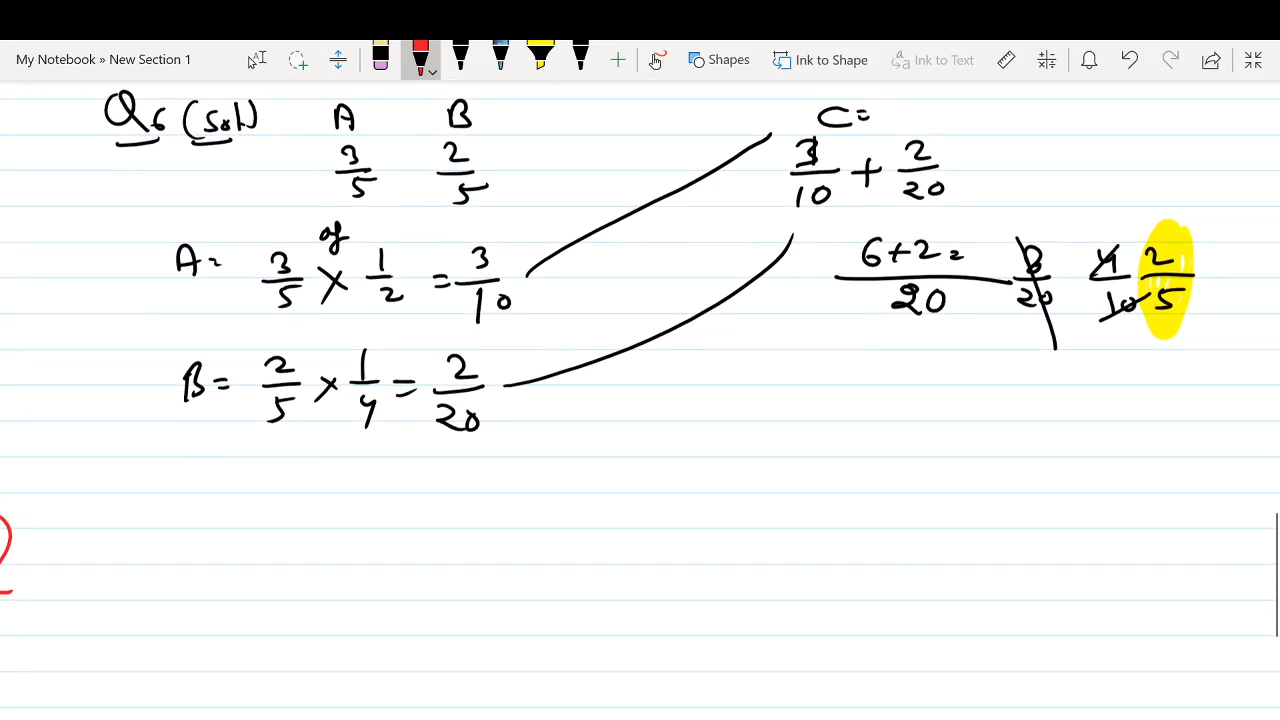 My Notebook » New Section 1 Shapes Ink to Shape Ink to Text
Q6 (Sol) A B C=
3/5 2/5 3/10 + 2/20
of
A= 3/5 × 1/2 = 3/10 6+2 = /20 8/20 4/10 2/5
B= 2/5 × 1/4 = 2/20